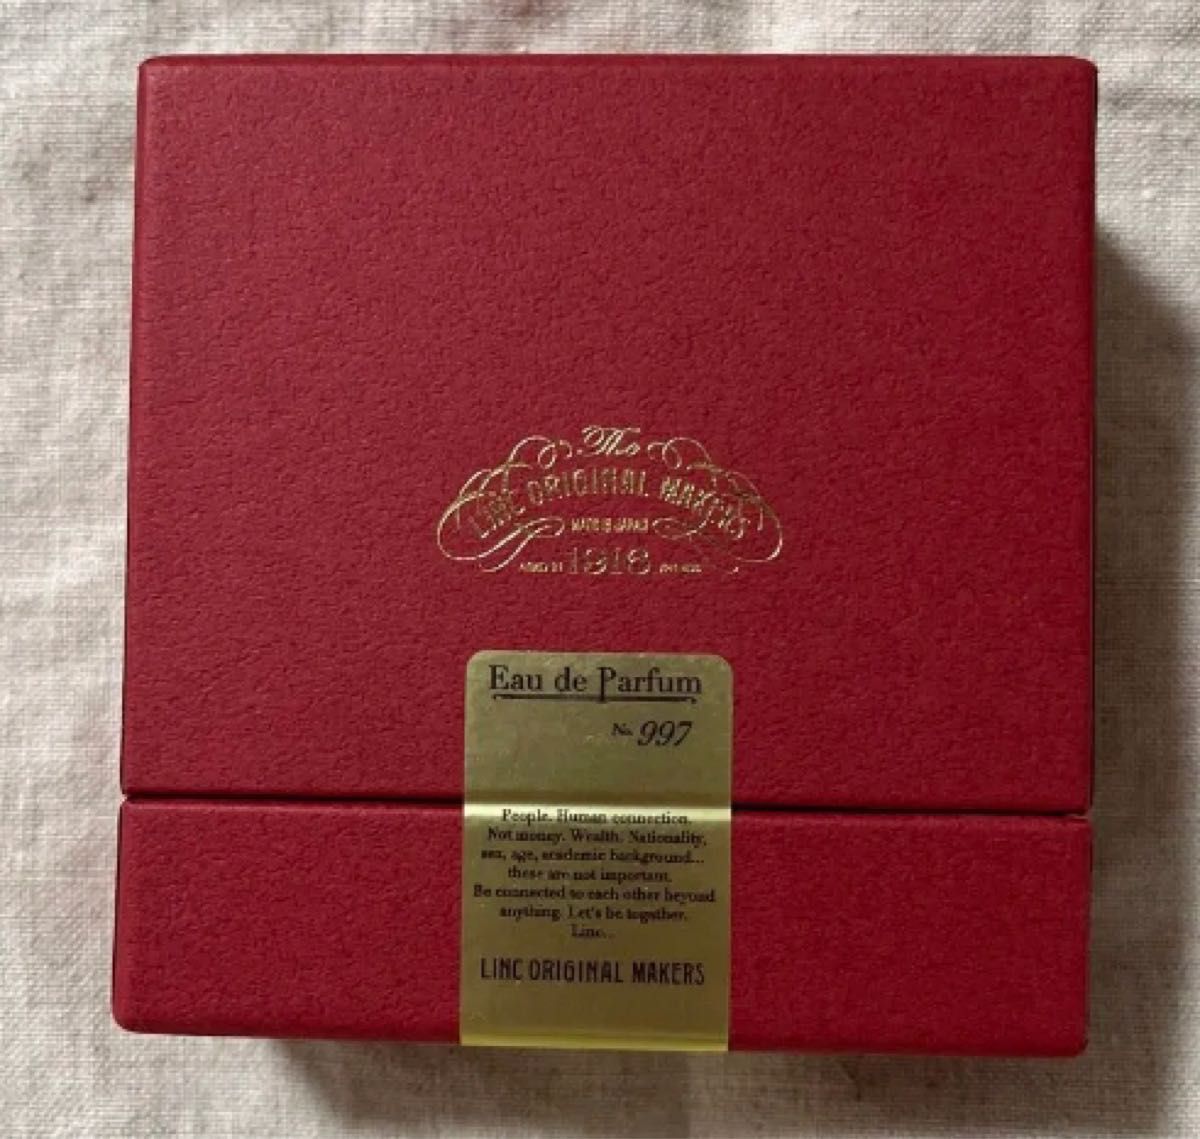 The
LINC ORIGINAL MAKERS
MADE IN JAPAN
1916
Eau de Parfum
No. 997
People. Human connection.
Not money. Wealth. Nationality,
sex, age, academic background...
these are not important.
Be connected to each other beyond
anything. Let's be together.
Linc...
LINC ORIGINAL MAKERS